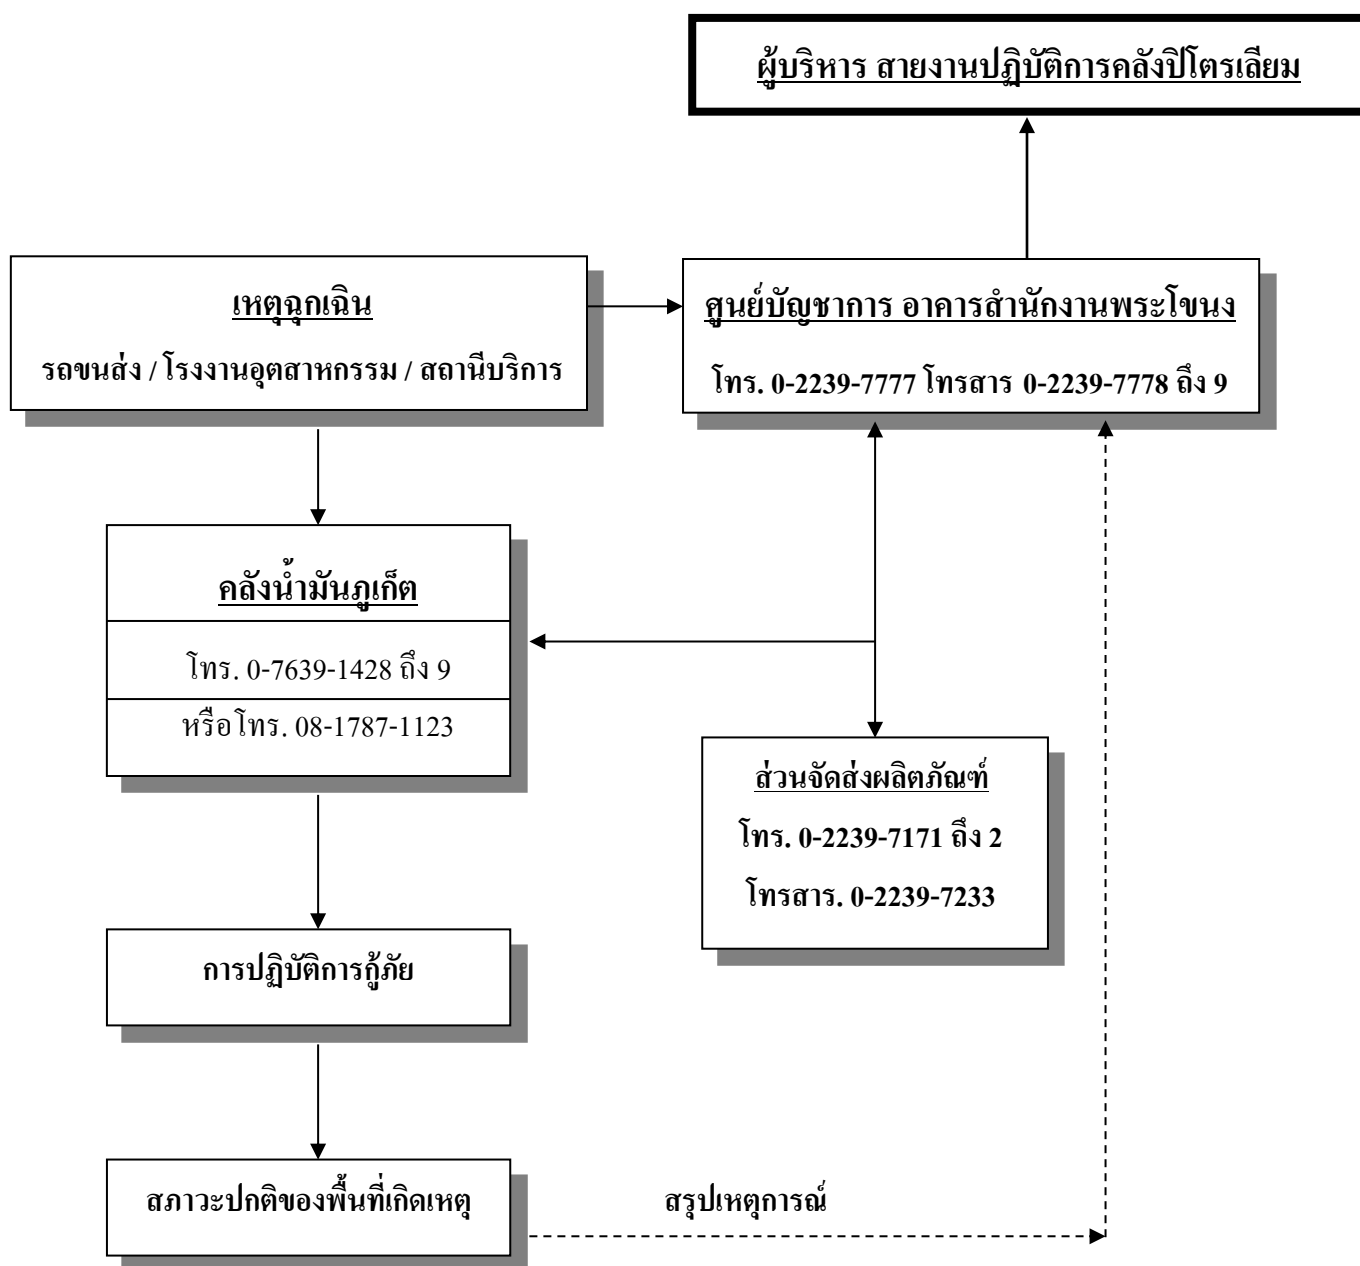 ผู้บริหาร สายงานปฏิบัติการคลังปิโตรเลียม
เหตุฉุกเฉิน
รถขนส่ง / โรงงานอุตสาหกรรม / สถานีบริการ
ศูนย์บัญชาการ อาคารสำนักงานพระโขนง
โทร. 0-2239-7777 โทรสาร 0-2239-7778 ถึง 9
คลังน้ำมันภูเก็ต
โทร. 0-7639-1428 ถึง 9
หรือโทร. 08-1787-1123
ส่วนจัดส่งผลิตภัณฑ์
โทร. 0-2239-7171 ถึง 2
โทรสาร. 0-2239-7233
การปฏิบัติการกู้ภัย
สภาวะปกติของพื้นที่เกิดเหตุ
สรุปเหตุการณ์